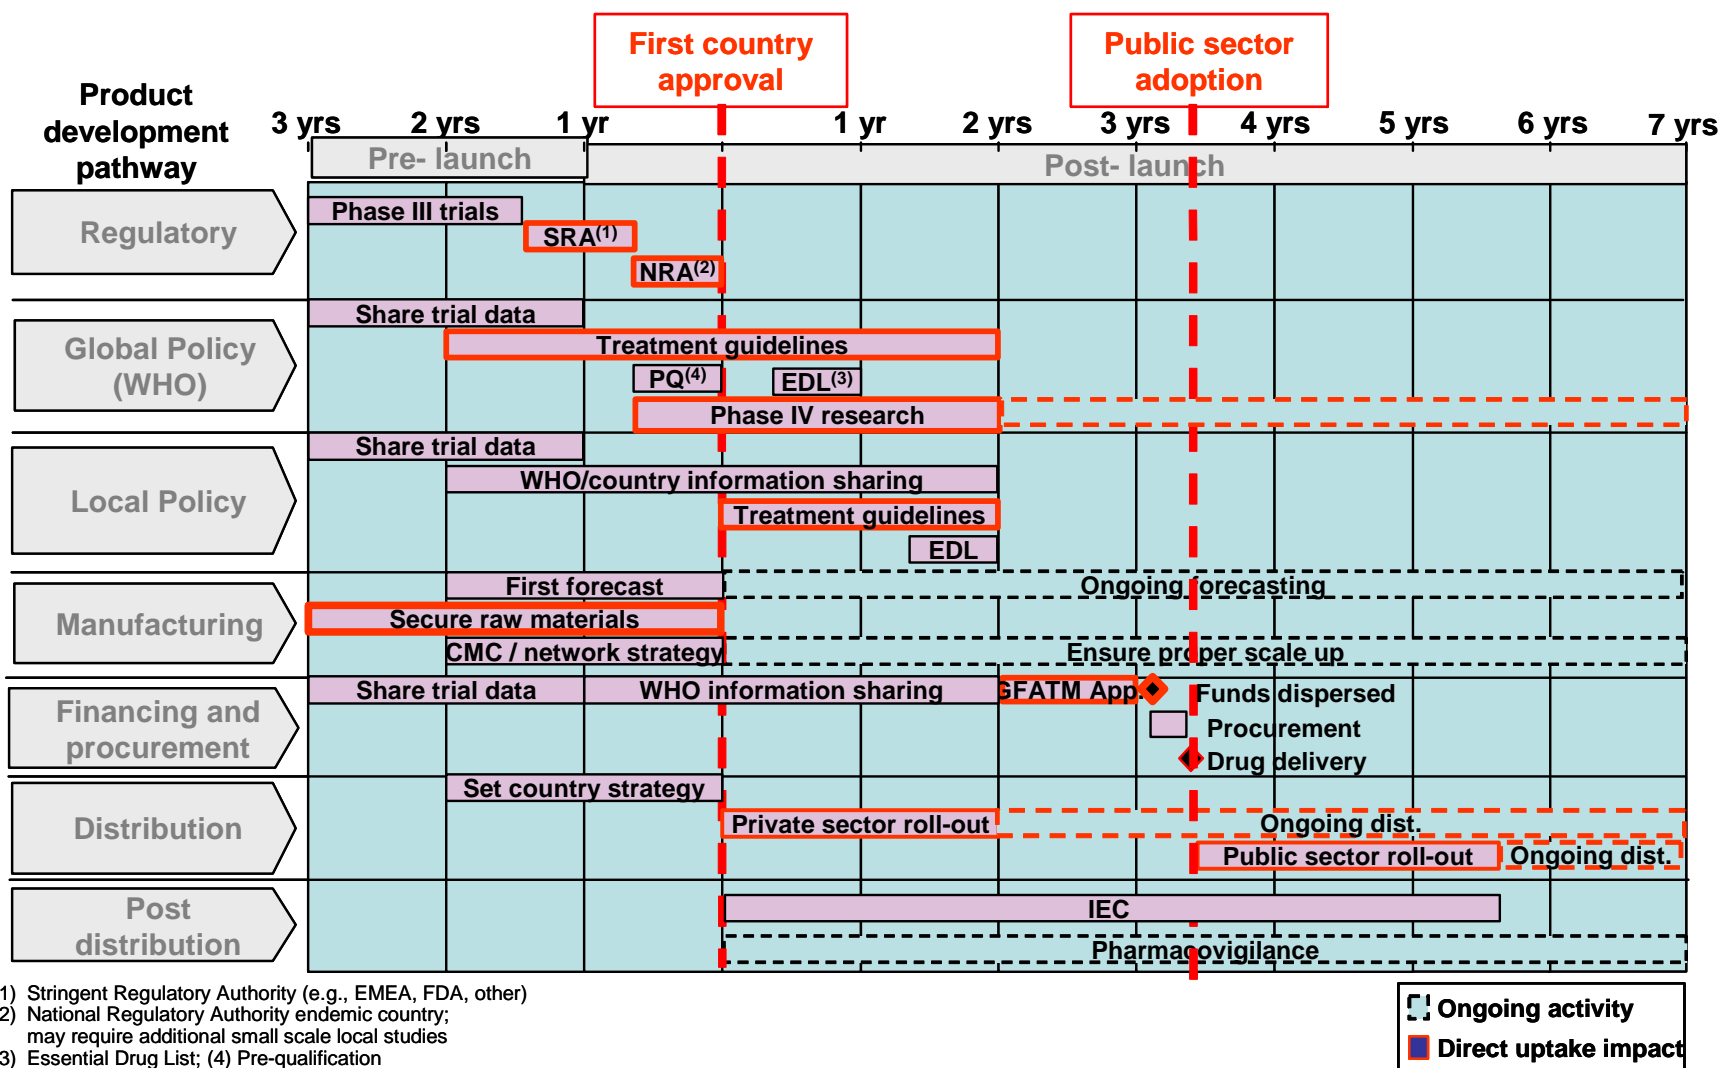 First country
approval
Public sector
adoption
Product
development
pathway
3 yrs
2 yrs
1 yr
1 yr
2 yrs
3 yrs
4 yrs
5 yrs
6 yrs
7 yrs
Pre- launch
Post- launch
Regulatory
Phase III trials
SRA(1)
NRA(2)
Global Policy
(WHO)
Share trial data
Treatment guidelines
PQ(4)
EDL(3)
Phase IV research
Local Policy
Share trial data
WHO/country information sharing
Treatment guidelines
EDL
Manufacturing
First forecast
Ongoing forecasting
Secure raw materials
CMC / network strategy
Ensure proper scale up
Financing and
procurement
Share trial data
WHO information sharing
GFATM App.
Funds dispersed
Procurement
Drug delivery
Distribution
Set country strategy
Private sector roll-out
Ongoing dist.
Public sector roll-out
Ongoing dist.
Post
distribution
IEC
Pharmacovigilance
1) Stringent Regulatory Authority (e.g., EMEA, FDA, other)
2) National Regulatory Authority endemic country;
may require additional small scale local studies
3) Essential Drug List; (4) Pre-qualification
Ongoing activity
Direct uptake impact